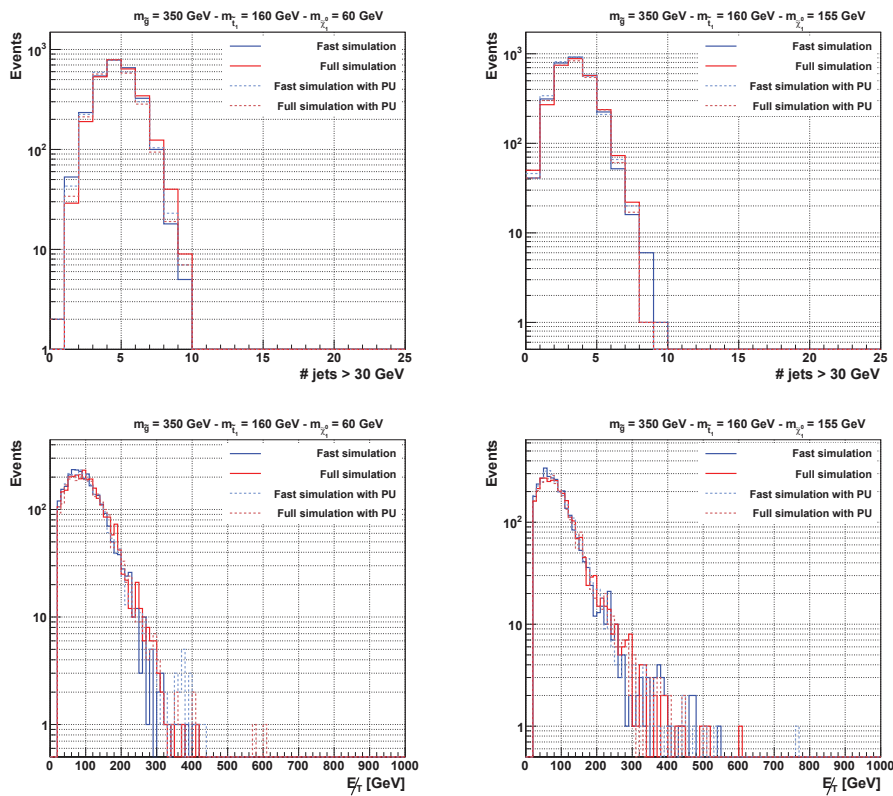 m_g̃ = 350 GeV - m_t̃₁ = 160 GeV - m_χ̃₁⁰ = 60 GeV
Events
10³
10²
10
1
Fast simulation
Full simulation
Fast simulation with PU
Full simulation with PU
0 5 10 15 20 25
# jets > 30 GeV
m_g̃ = 350 GeV - m_t̃₁ = 160 GeV - m_χ̃₁⁰ = 155 GeV
Events
10³
10²
10
1
Fast simulation
Full simulation
Fast simulation with PU
Full simulation with PU
0 5 10 15 20 25
# jets > 30 GeV
m_g̃ = 350 GeV - m_t̃₁ = 160 GeV - m_χ̃₁⁰ = 60 GeV
Events
10²
10
1
Fast simulation
Full simulation
Fast simulation with PU
Full simulation with PU
0 100 200 300 400 500 600 700 800 900 1000
E̸_T [GeV]
m_g̃ = 350 GeV - m_t̃₁ = 160 GeV - m_χ̃₁⁰ = 155 GeV
Events
10²
10
1
Fast simulation
Full simulation
Fast simulation with PU
Full simulation with PU
0 100 200 300 400 500 600 700 800 900 1000
E̸_T [GeV]